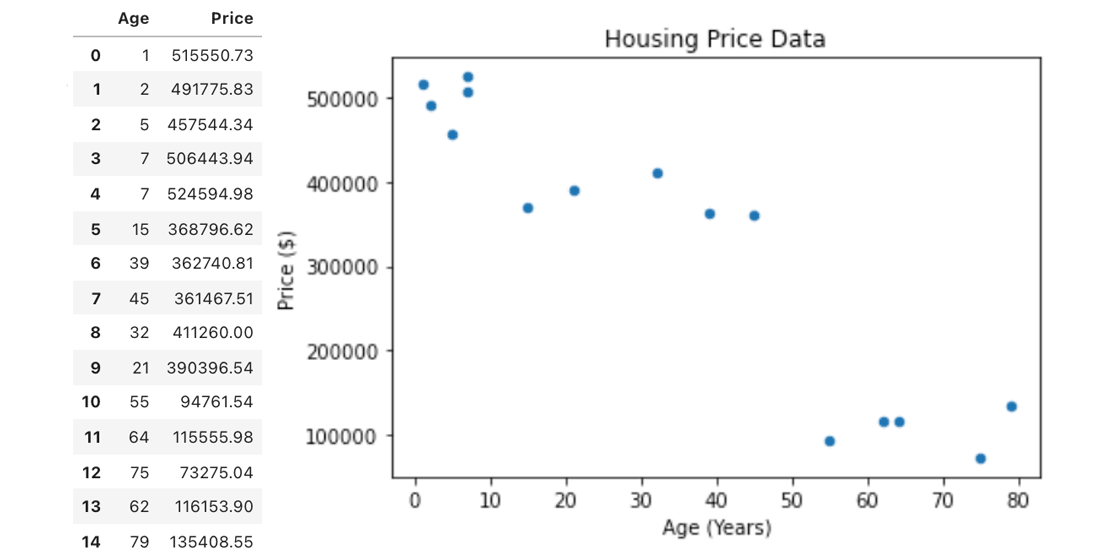 Age Price
0 1 515550.73
1 2 491775.83
2 5 457544.34
3 7 506443.94
4 7 524594.98
5 15 368796.62
6 39 362740.81
7 45 361467.51
8 32 411260.00
9 21 390396.54
10 55 94761.54
11 64 115555.98
12 75 73275.04
13 62 116153.90
14 79 135408.55
Housing Price Data
Price ($)
500000
400000
300000
200000
100000
0 10 20 30 40 50 60 70 80
Age (Years)